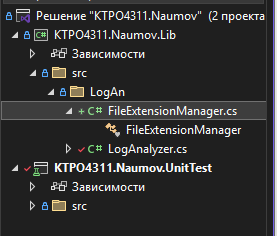 Решение "KTPO4311.Naumov" (2 проекта
C# KTPO4311.Naumov.Lib
Зависимости
src
LogAn
+ C# FileExtensionManager.cs
FileExtensionManager
C# LogAnalyzer.cs
KTPO4311.Naumov.UnitTest
Зависимости
src